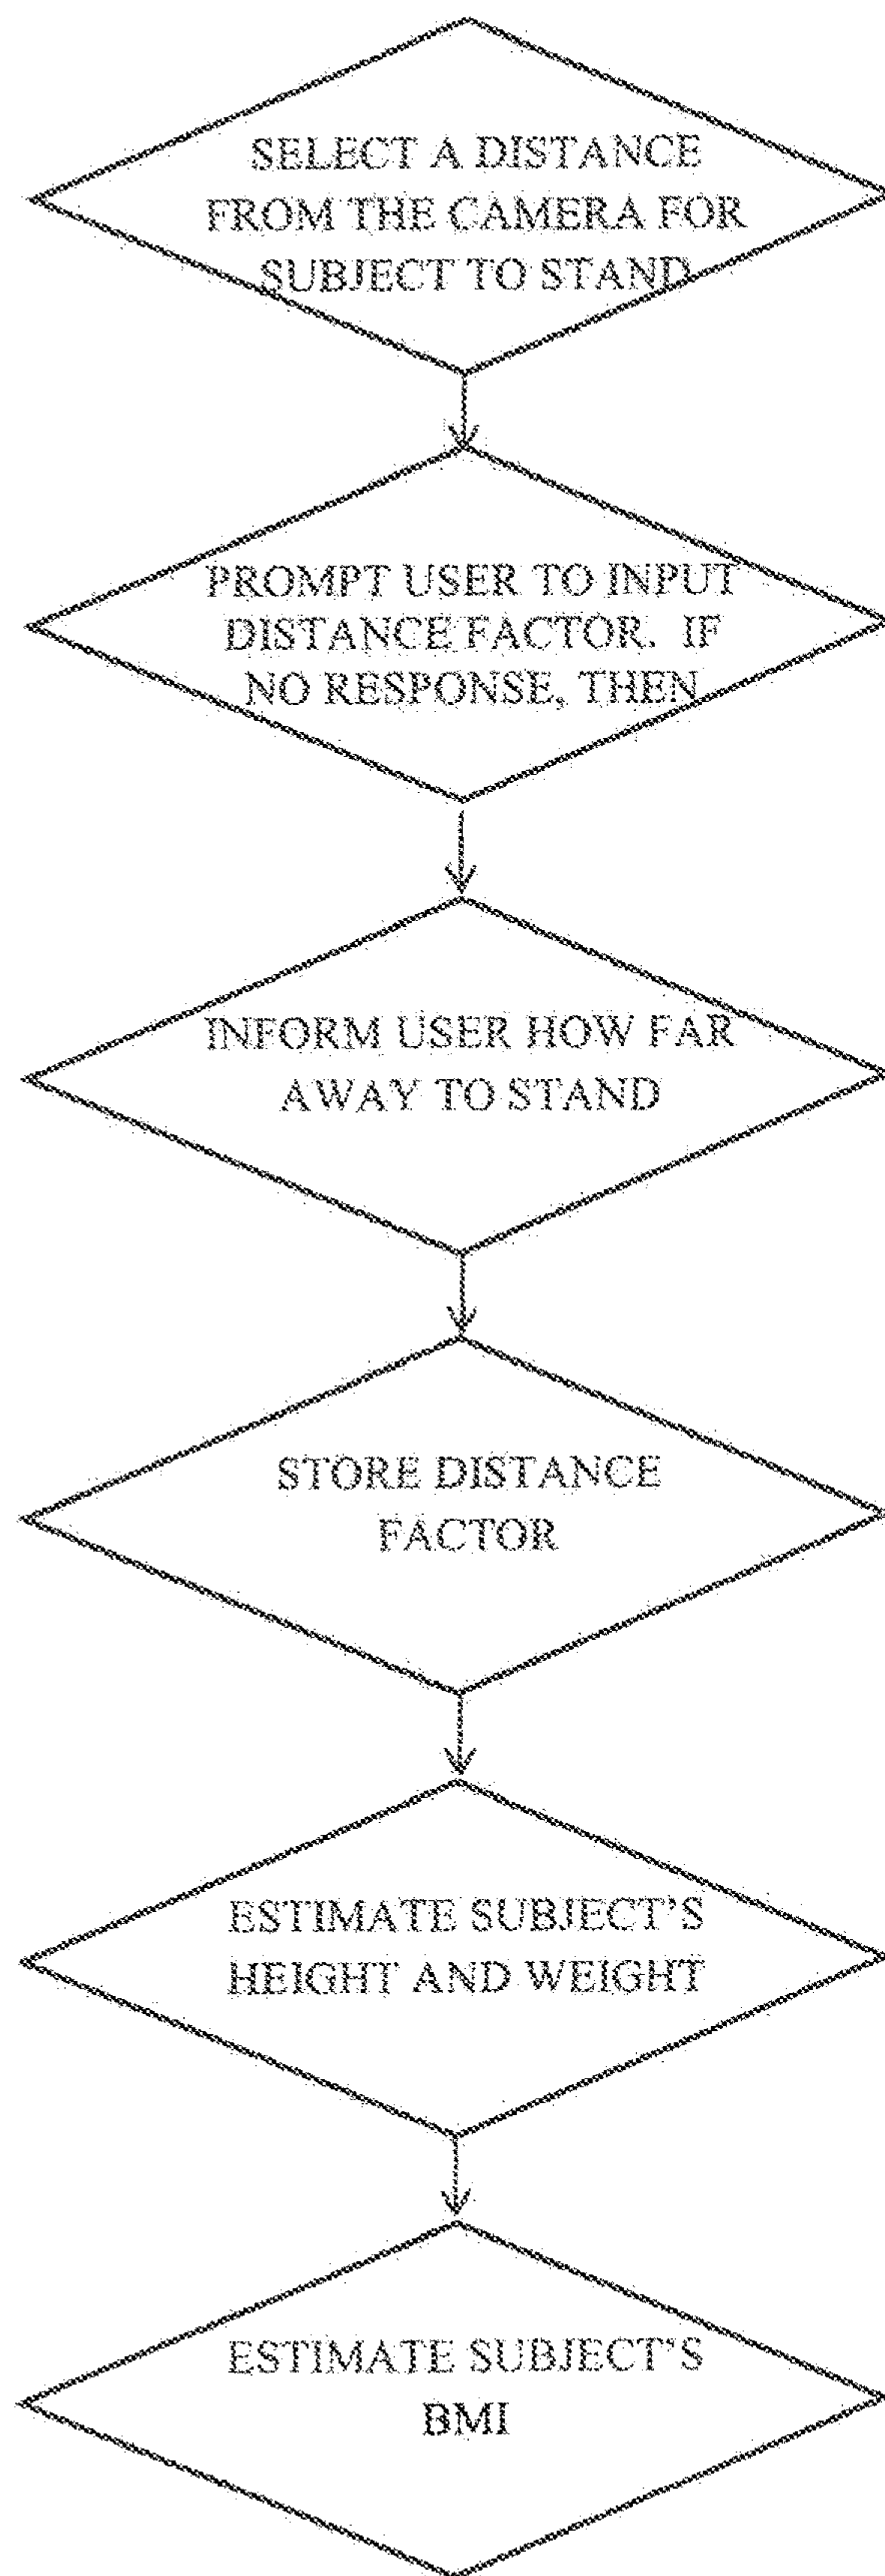 SELECT A DISTANCE
FROM THE CAMERA FOR
SUBJECT TO STAND
PROMPT USER TO INPUT
DISTANCE FACTOR. IF
NO RESPONSE, THEN
INFORM USER HOW FAR
AWAY TO STAND
STORE DISTANCE
FACTOR
ESTIMATE SUBJECT'S
HEIGHT AND WEIGHT
ESTIMATE SUBJECT'S
BMI